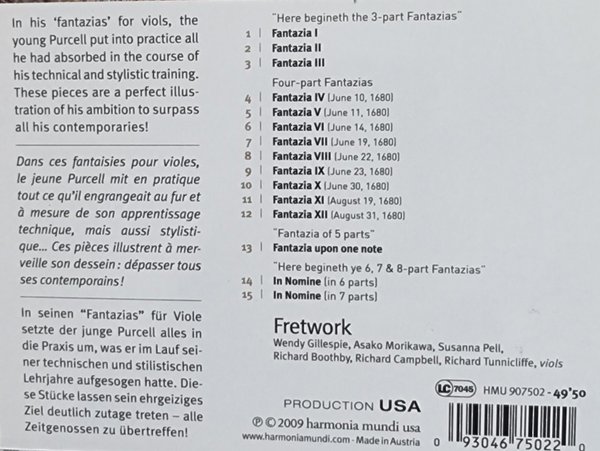 In his ‘fantazias’ for viols, the
young Purcell put into practice all
he had absorbed in the course of
his technical and stylistic training.
These pieces are a perfect illus-
tration of his ambition to surpass
all his contemporaries!
Dans ces fantaisies pour violes,
le jeune Purcell mit en pratique
tout ce qu’il engrangeait au fur et
à mesure de son apprentissage
technique, mais aussi stylisti-
que... Ces pièces illustrent à mer-
veille son dessein : dépasser tous
ses contemporains!
In seinen “Fantazias” für Viole
setzte der junge Purcell alles in
die Praxis um, was er im Lauf sei-
ner technischen und stilistischen
Lehrjahre aufgesogen hatte. Die-
se Stücke lassen sein ehrgeiziges
Ziel deutlich zutage treten – alle
Zeitgenossen zu übertreffen!
“Here begineth the 3-part Fantazias”
1 | Fantazia I
2 | Fantazia II
3 | Fantazia III
Four-part Fantazias
4 | Fantazia IV (June 10, 1680)
5 | Fantazia V (June 11, 1680)
6 | Fantazia VI (June 14, 1680)
7 | Fantazia VII (June 19, 1680)
8 | Fantazia VIII (June 22, 1680)
9 | Fantazia IX (June 23, 1680)
10 | Fantazia X (June 30, 1680)
11 | Fantazia XI (August 19, 1680)
12 | Fantazia XII (August 31, 1680)
“Fantazia of 5 parts”
13 | Fantazia upon one note
“Here begineth ye 6, 7 & 8-part Fantazias”
14 | In Nomine (in 6 parts)
15 | In Nomine (in 7 parts)
Fretwork
Wendy Gillespie, Asako Morikawa, Susanna Pell,
Richard Boothby, Richard Campbell, Richard Tunnicliffe, viols
LC 7045 HMU 907502 - 49’50
PRODUCTION USA
℗ © 2009 harmonia mundi usa
www.harmoniamundi.com - Made in Austria
0 93046 75022 0